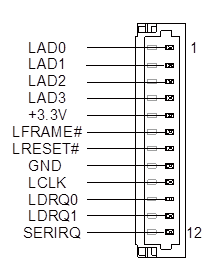 LAD0 1
LAD1
LAD2
LAD3
+3.3V
LFRAME#
LRESET#
GND
LCLK
LDRQ0
LDRQ1
SERIRQ 12